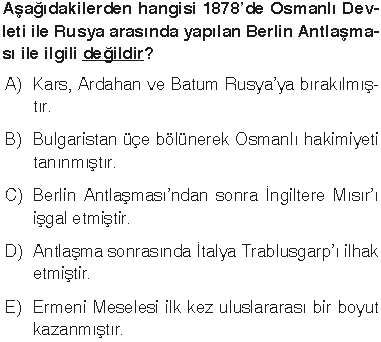 Aşağıdakilerden hangisi 1878’de Osmanlı Dev-
leti ile Rusya arasında yapılan Berlin Antlaşma-
sı ile ilgili değildir?
A) Kars, Ardahan ve Batum Rusya’ya bırakılmış-
tır.
B) Bulgaristan üçe bölünerek Osmanlı hakimiyeti
tanınmıştır.
C) Berlin Antlaşması’ndan sonra İngiltere Mısır’ı
işgal etmiştir.
D) Antlaşma sonrasında İtalya Trablusgarp’ı ilhak
etmiştir.
E) Ermeni Meselesi ilk kez uluslararası bir boyut
kazanmıştır.